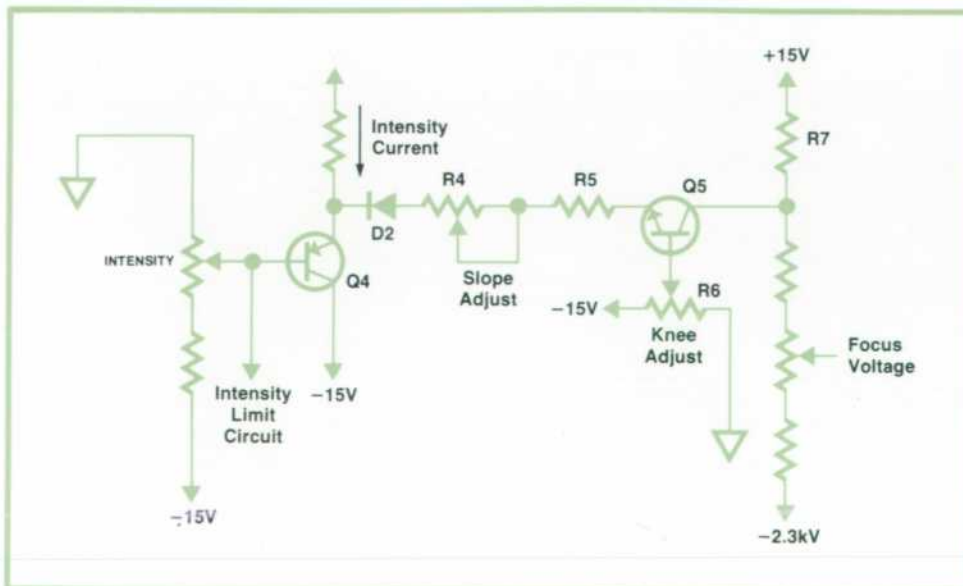 +15V
R7
Intensity
Current
R4
R5
Q5
D2
INTENSITY
Q4
Slope
Adjust
R6
-15V
Knee
Adjust
Focus
Voltage
Intensity
Limit
Circuit
-15V
-15V
-2.3kV